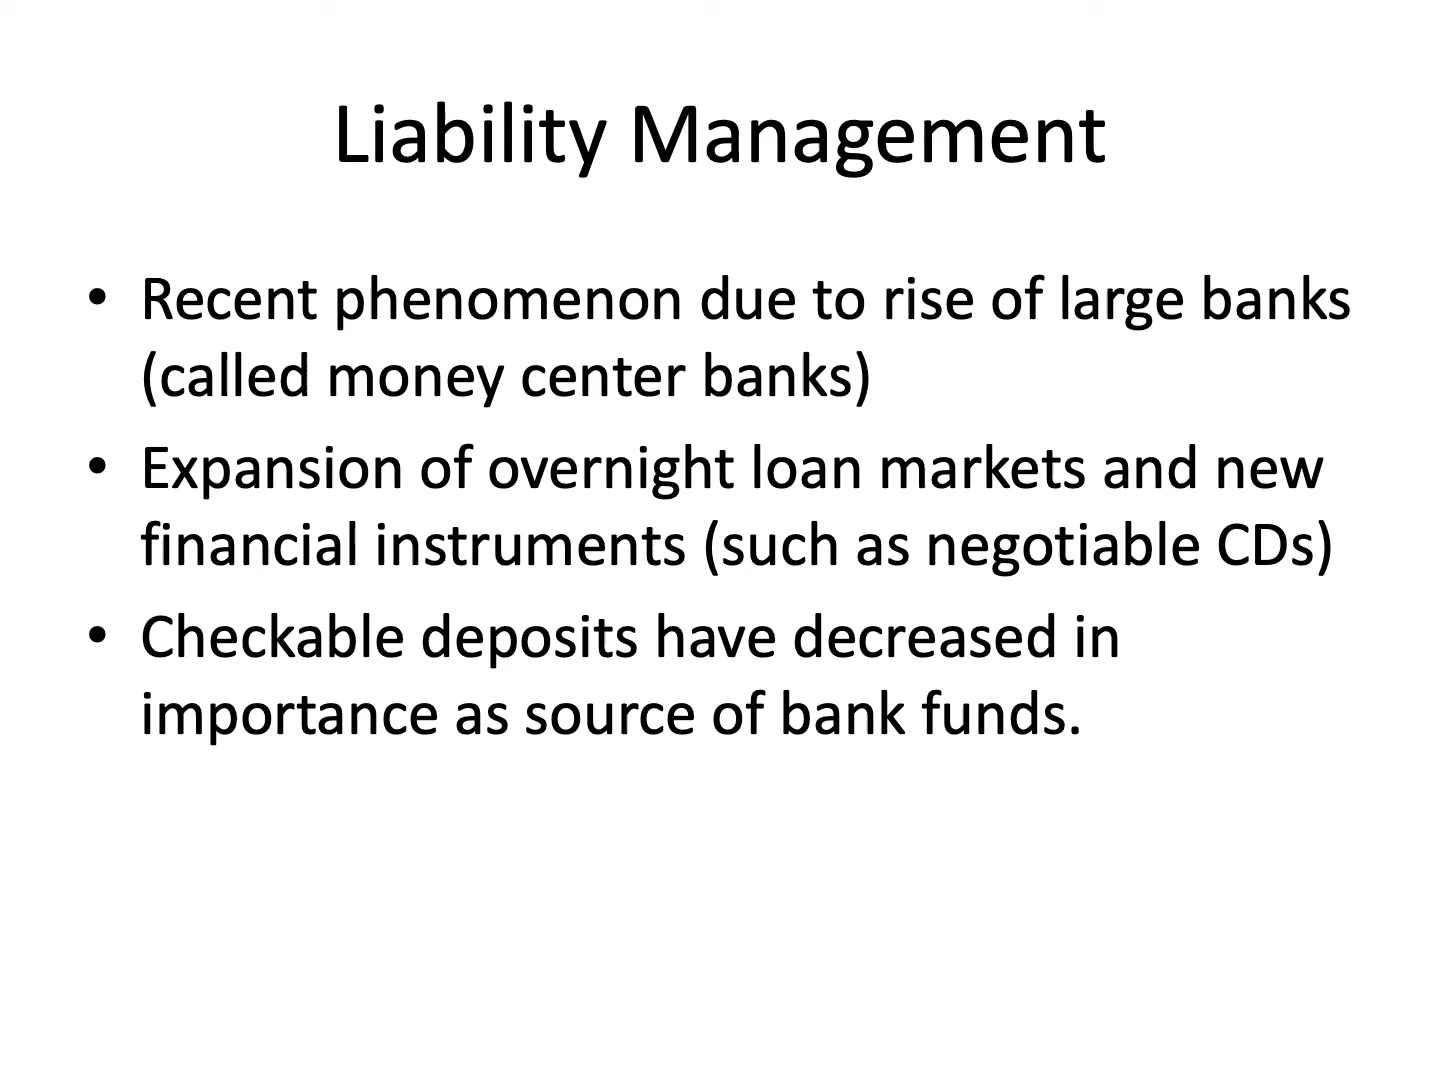 Liability Management
• Recent phenomenon due to rise of large banks
(called money center banks)
• Expansion of overnight loan markets and new
financial instruments (such as negotiable CDs)
• Checkable deposits have decreased in
importance as source of bank funds.